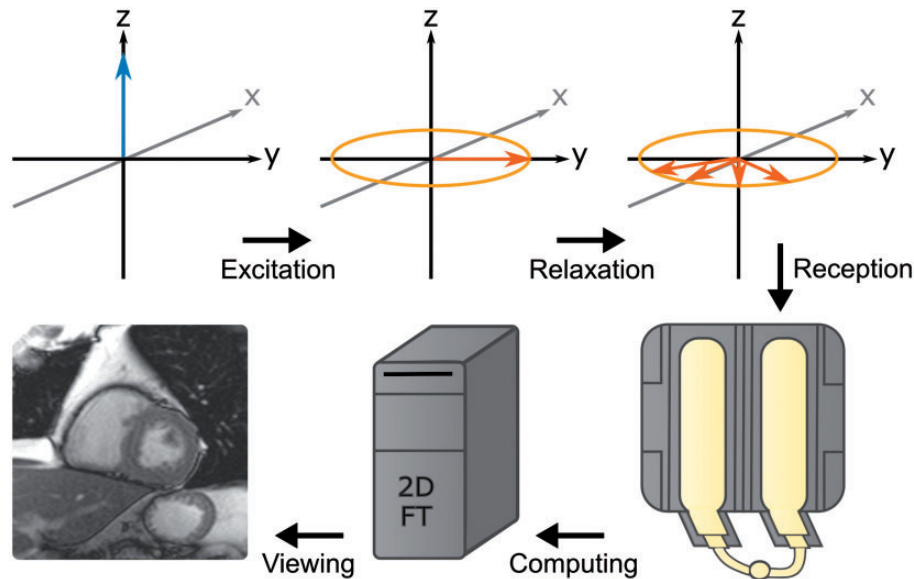 z
x
y
z
x
y
z
x
y
Excitation
Relaxation
Reception
2D
FT
Viewing
Computing